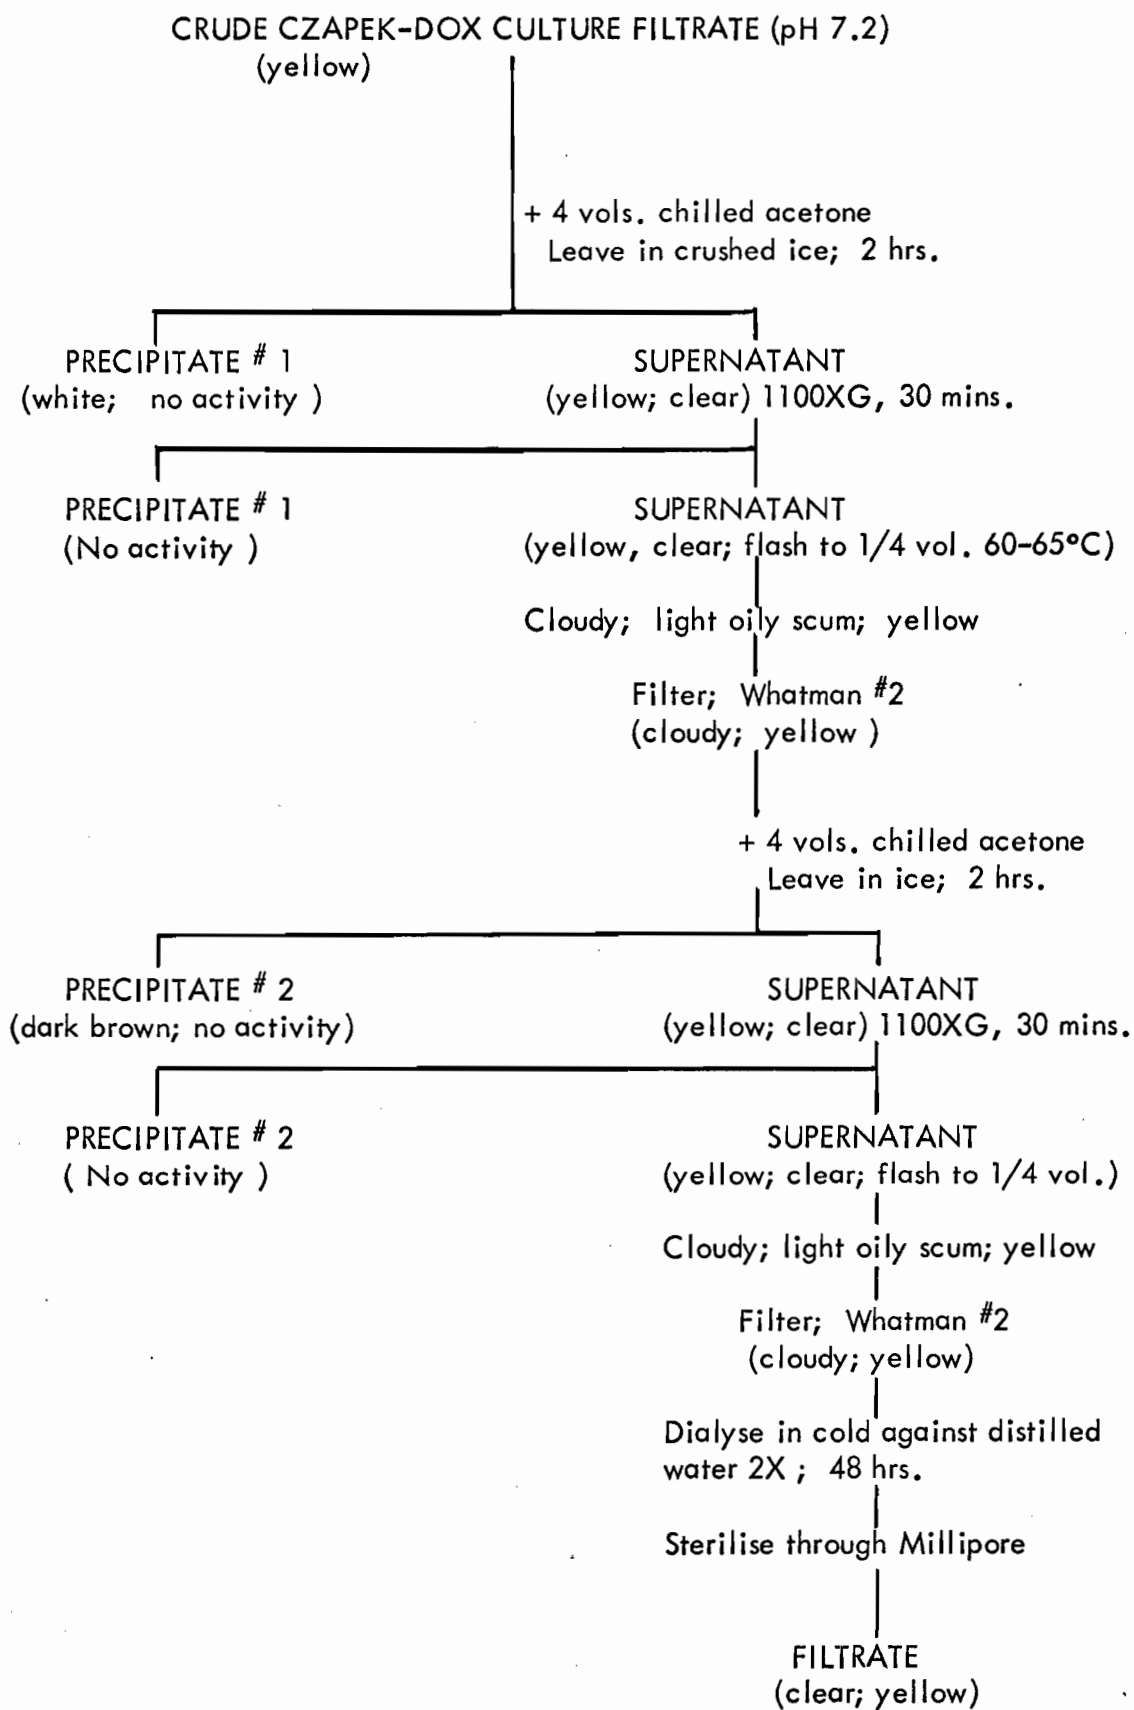 CRUDE CZAPEK-DOX CULTURE FILTRATE (pH 7.2)
(yellow)
+ 4 vols. chilled acetone
Leave in crushed ice; 2 hrs.
PRECIPITATE # 1
(white; no activity )
SUPERNATANT
(yellow; clear) 1100XG, 30 mins.
PRECIPITATE # 1
(No activity )
SUPERNATANT
(yellow, clear; flash to 1/4 vol. 60-65°C)
Cloudy; light oily scum; yellow
Filter; Whatman #2
(cloudy; yellow )
+ 4 vols. chilled acetone
Leave in ice; 2 hrs.
PRECIPITATE # 2
(dark brown; no activity)
SUPERNATANT
(yellow; clear) 1100XG, 30 mins.
PRECIPITATE # 2
( No activity )
SUPERNATANT
(yellow; clear; flash to 1/4 vol.)
Cloudy; light oily scum; yellow
Filter; Whatman #2
(cloudy; yellow)
Dialyse in cold against distilled
water 2X ; 48 hrs.
Sterilise through Millipore
FILTRATE
(clear; yellow)